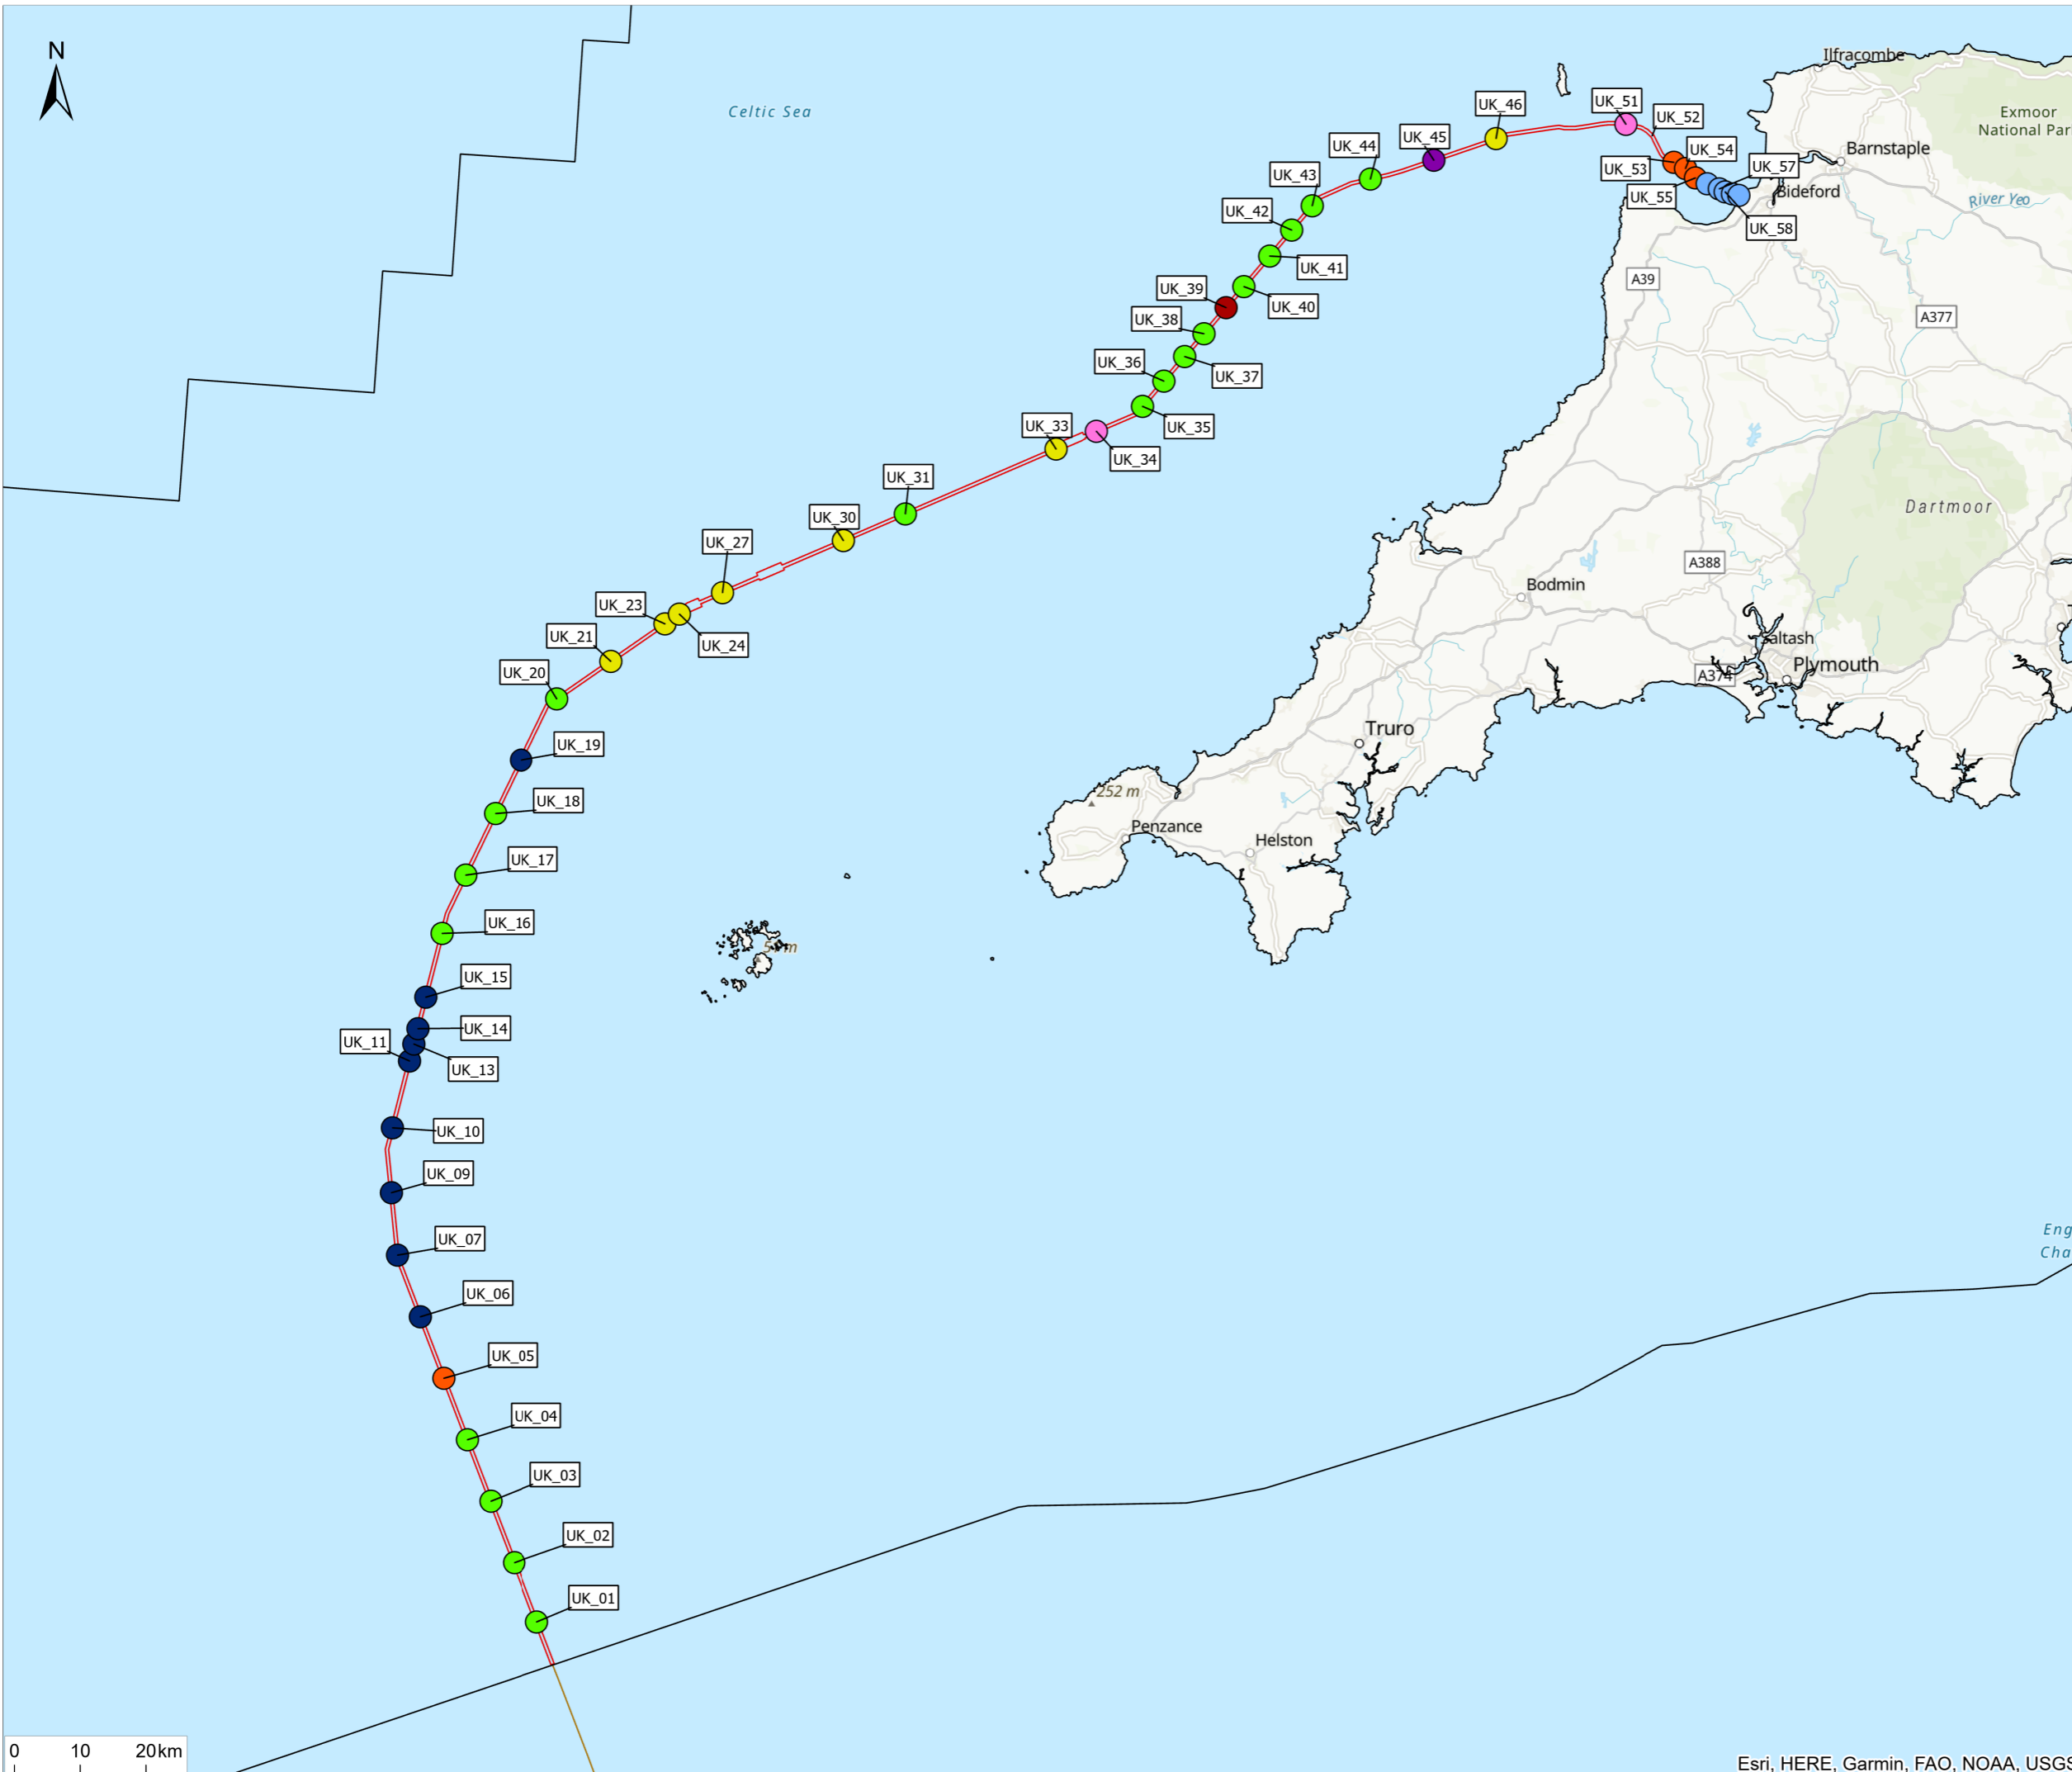 N
Ilfracombe
Celtic Sea
UK_46
UK_51
UK_52
Exmoor
National Par
UK_45
UK_44
UK_54
Barnstaple
UK_53
UK_57
UK_43
Bideford
UK_55
River Yeo
UK_42
UK_58
UK_41
A39
UK_39
UK_40
UK_38
A377
UK_36
UK_37
UK_33
UK_35
UK_34
UK_31
Dartmoor
UK_30
UK_27
A388
Bodmin
UK_23
UK_21
UK_24
Saltash
UK_20
Plymouth
A374
Truro
UK_19
252 m
UK_18
Penzance
Helston
UK_17
UK_16
UK_15
UK_14
UK_11
UK_13
UK_10
UK_09
Eng
UK_07
Cha
UK_06
UK_05
UK_04
UK_03
UK_02
UK_01
0 10 20km
Esri, HERE, Garmin, FAO, NOAA, USGS